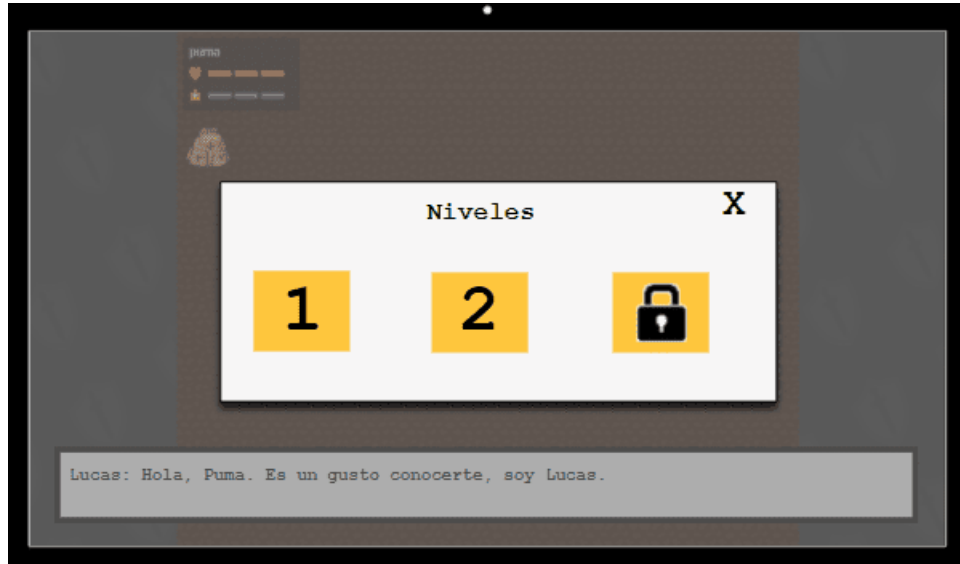 puma
Niveles
X
1
2
Lucas: Hola, Puma. Es un gusto conocerte, soy Lucas.